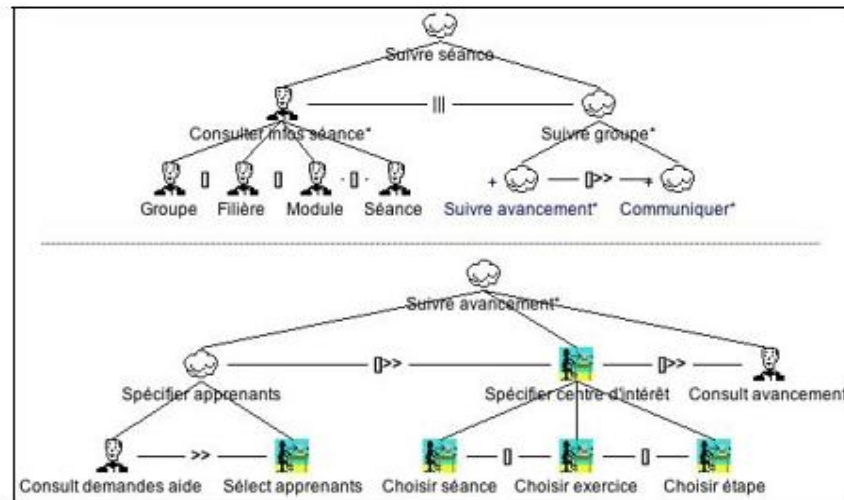 Suivre séance
|||
Consulter infos séance* Suivre groupe*
[] [] [] + []>> +
Groupe Filière Module Séance Suivre avancement* Communiquer*
Suivre avancement*
[]>> []>>
Spécifier apprenants Spécifier centre d'intérêt Consult avancement
>> [] []
Consult demandes aide Sélect apprenants Choisir séance Choisir exercice Choisir étape